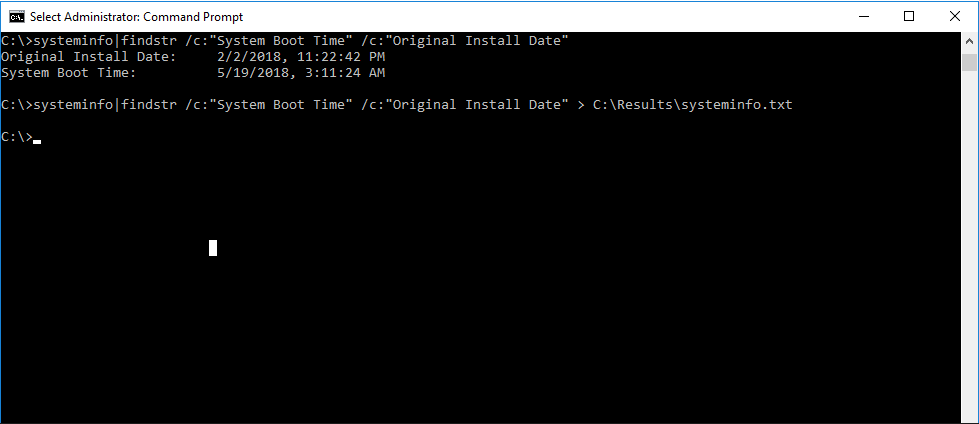 Select Administrator: Command Prompt
C:\>systeminfo|findstr /c:"System Boot Time" /c:"Original Install Date"
Original Install Date:     2/2/2018, 11:22:42 PM
System Boot Time:          5/19/2018, 3:11:24 AM
C:\>systeminfo|findstr /c:"System Boot Time" /c:"Original Install Date" > C:\Results\systeminfo.txt
C:\>